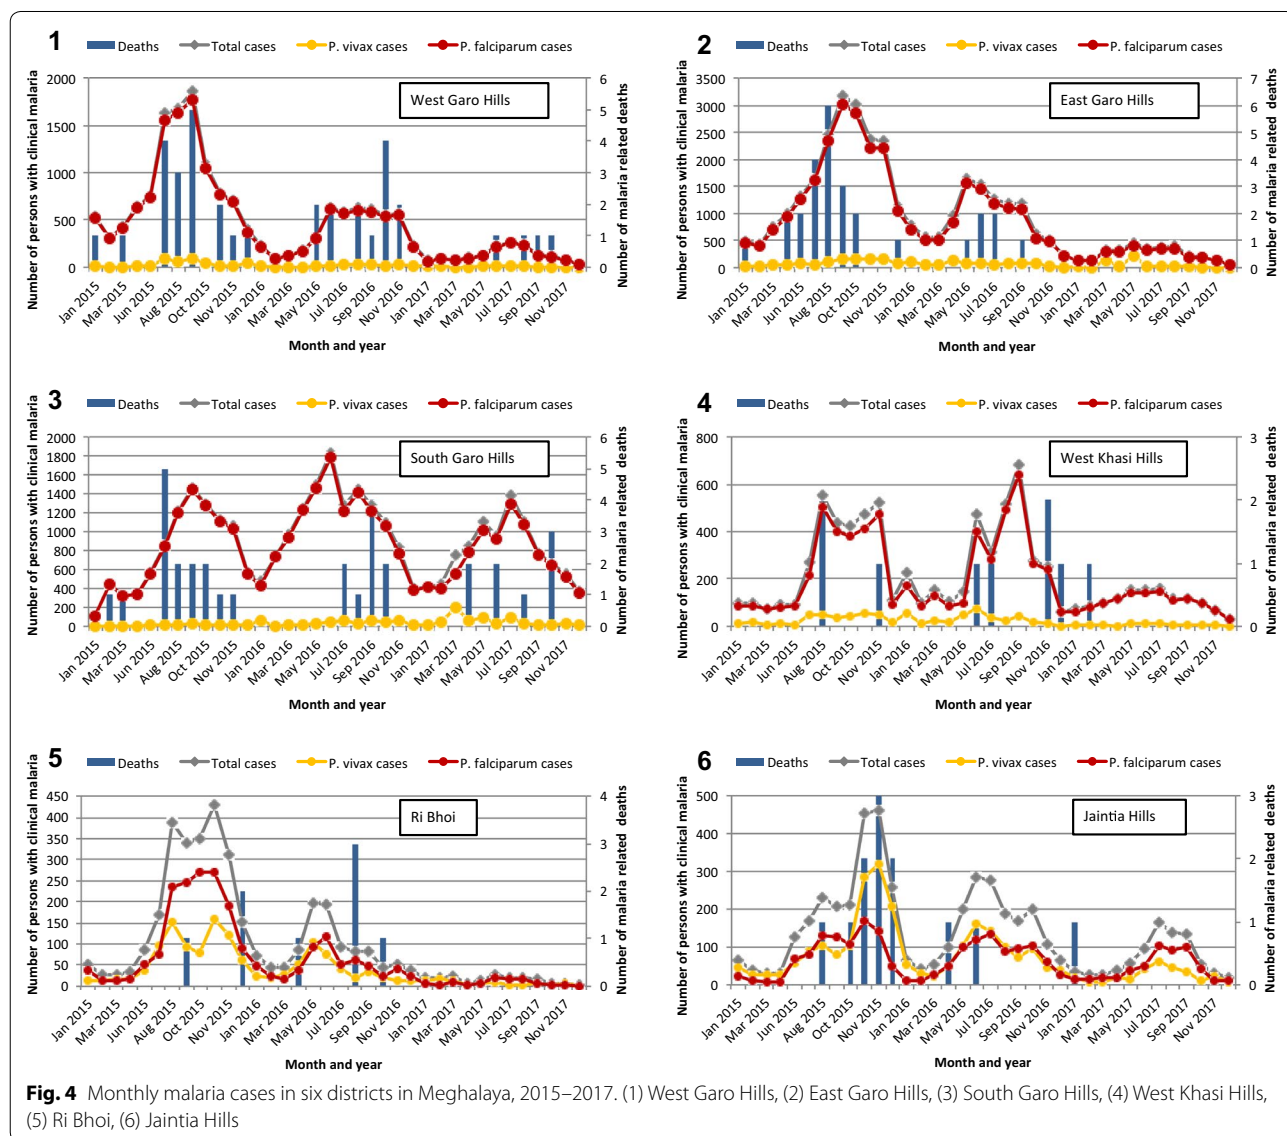 1
Deaths Total cases P. vivax cases P. falciparum cases
West Garo Hills
Number of persons with clinical malaria
2000
1500
1000
500
0
Number of malaria related deaths
6
5
4
3
2
1
0
Jan 2015 Mar 2015 Jun 2015 Aug 2015 Oct 2015 Nov 2015 Jan 2016 Mar 2016 May 2016 Jul 2016 Sep 2016 Nov 2016 Jan 2017 Mar 2017 May 2017 Jul 2017 Sep 2017 Nov 2017
Month and year
2
Deaths Total cases P. vivax cases P. falciparum cases
East Garo Hills
Number of persons with clinical malaria
3500
3000
2500
2000
1500
1000
500
0
Number of malaria related deaths
7
6
5
4
3
2
1
0
Jan 2015 Mar 2015 Jun 2015 Aug 2015 Oct 2015 Nov 2015 Jan 2016 Mar 2016 May 2016 Jul 2016 Sep 2016 Nov 2016 Jan 2017 Mar 2017 May 2017 Jul 2017 Sep 2017 Nov 2017
Month and year
3
Deaths Total cases P. vivax cases P. falciparum cases
South Garo Hills
Number of persons with clinical malaria
2000
1800
1600
1400
1200
1000
800
600
400
200
0
Number of malaria related deaths
6
5
4
3
2
1
0
Jan 2015 Mar 2015 Jun 2015 Aug 2015 Oct 2015 Nov 2015 Jan 2016 Mar 2016 May 2016 Jul 2016 Sep 2016 Nov 2016 Jan 2017 Mar 2017 May 2017 Jul 2017 Sep 2017 Nov 2017
Month and year
4
Deaths Total cases P. vivax cases P. falciparum cases
West Khasi Hills
Number of persons with clinical malaria
800
600
400
200
0
Number of malaria related deaths
3
2
1
0
Jan 2015 Mar 2015 Jun 2015 Aug 2015 Oct 2015 Nov 2015 Jan 2016 Mar 2016 May 2016 Jul 2016 Sep 2016 Nov 2016 Jan 2017 Mar 2017 May 2017 Jul 2017 Sep 2017 Nov 2017
Month and year
5
Deaths Total cases P. vivax cases P. falciparum cases
Ri Bhoi
Number of persons with clinical malaria
450
400
350
300
250
200
150
100
50
0
Number of malaria related deaths
4
3
2
1
0
Jan 2015 Mar 2015 Jun 2015 Aug 2015 Oct 2015 Nov 2015 Jan 2016 Mar 2016 May 2016 Jul 2016 Sep 2016 Nov 2016 Jan 2017 Mar 2017 May 2017 Jul 2017 Sep 2017 Nov 2017
Month and year
6
Deaths Total cases P. vivax cases P. falciparum cases
Jaintia Hills
Number of persons with clinical malaria
500
400
300
200
100
0
Number of malaria related deaths
3
2
1
0
Jan 2015 Mar 2015 Jun 2015 Aug 2015 Oct 2015 Nov 2015 Jan 2016 Mar 2016 May 2016 Jul 2016 Sep 2016 Nov 2016 Jan 2017 Mar 2017 May 2017 Jul 2017 Sep 2017 Nov 2017
Month and year
Fig. 4 Monthly malaria cases in six districts in Meghalaya, 2015–2017. (1) West Garo Hills, (2) East Garo Hills, (3) South Garo Hills, (4) West Khasi Hills,
(5) Ri Bhoi, (6) Jaintia Hills